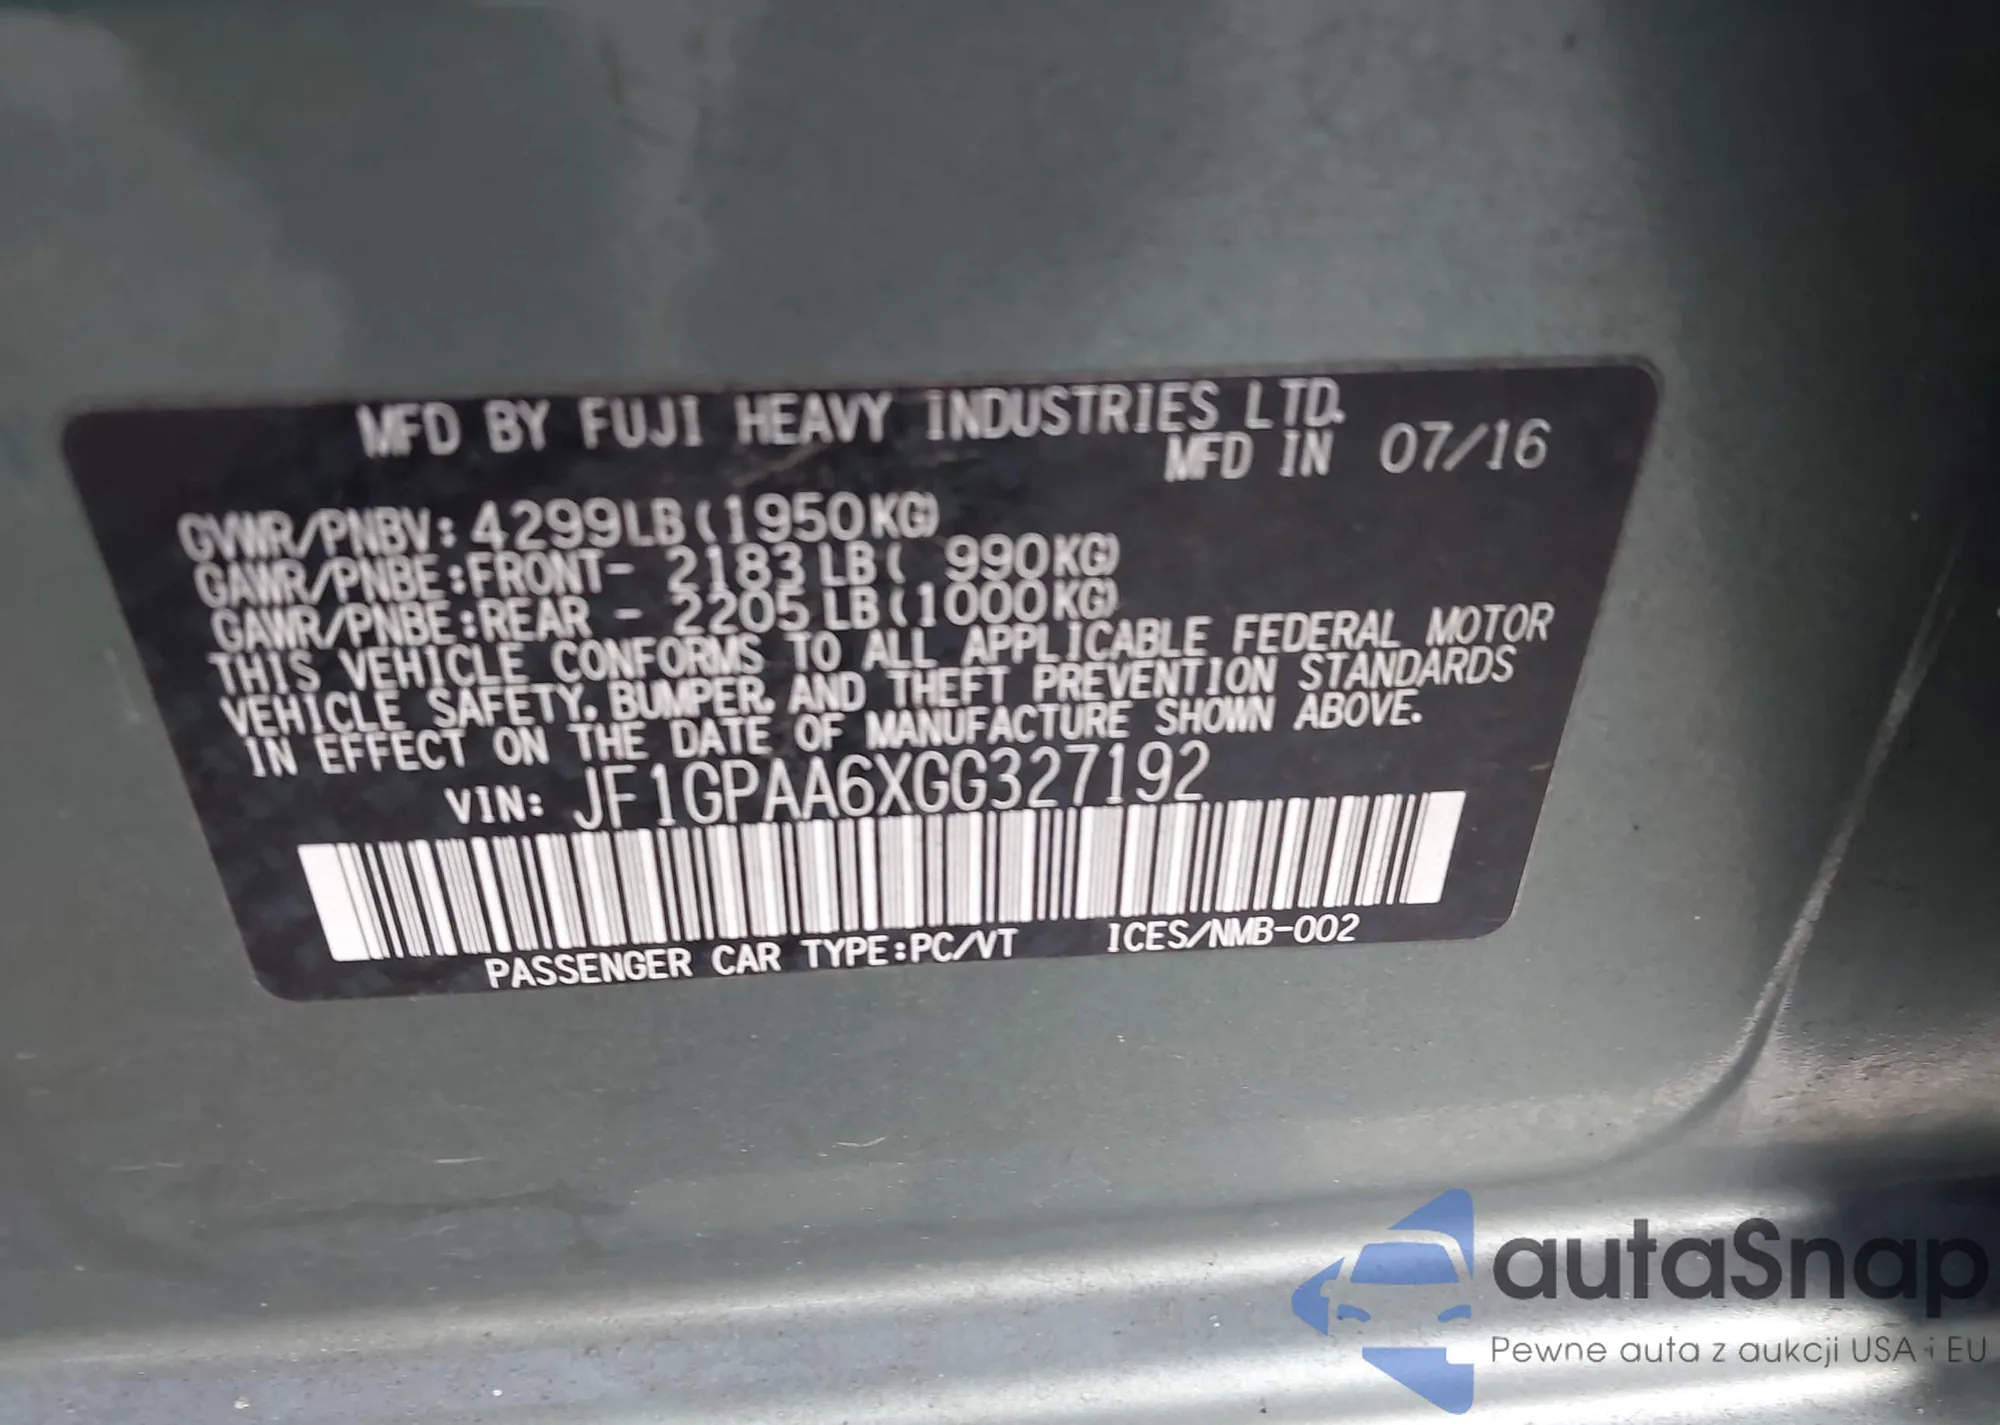 MFD BY FUJI HEAVY INDUSTRIES LTD.
MFD IN 07/16
GVWR/PNBV: 4299LB(1950KG)
GAWR/PNBE:FRONT- 2183LB( 990KG)
GAWR/PNBE:REAR - 2205LB(1000KG)
THIS VEHICLE CONFORMS TO ALL APPLICABLE FEDERAL MOTOR
VEHICLE SAFETY, BUMPER, AND THEFT PREVENTION STANDARDS
IN EFFECT ON THE DATE OF MANUFACTURE SHOWN ABOVE.
VIN: JF1GPAA6XGG327192
PASSENGER CAR TYPE:PC/VT ICES/NMB-002
autaSnap
Pewne auta z aukcji USA i EU